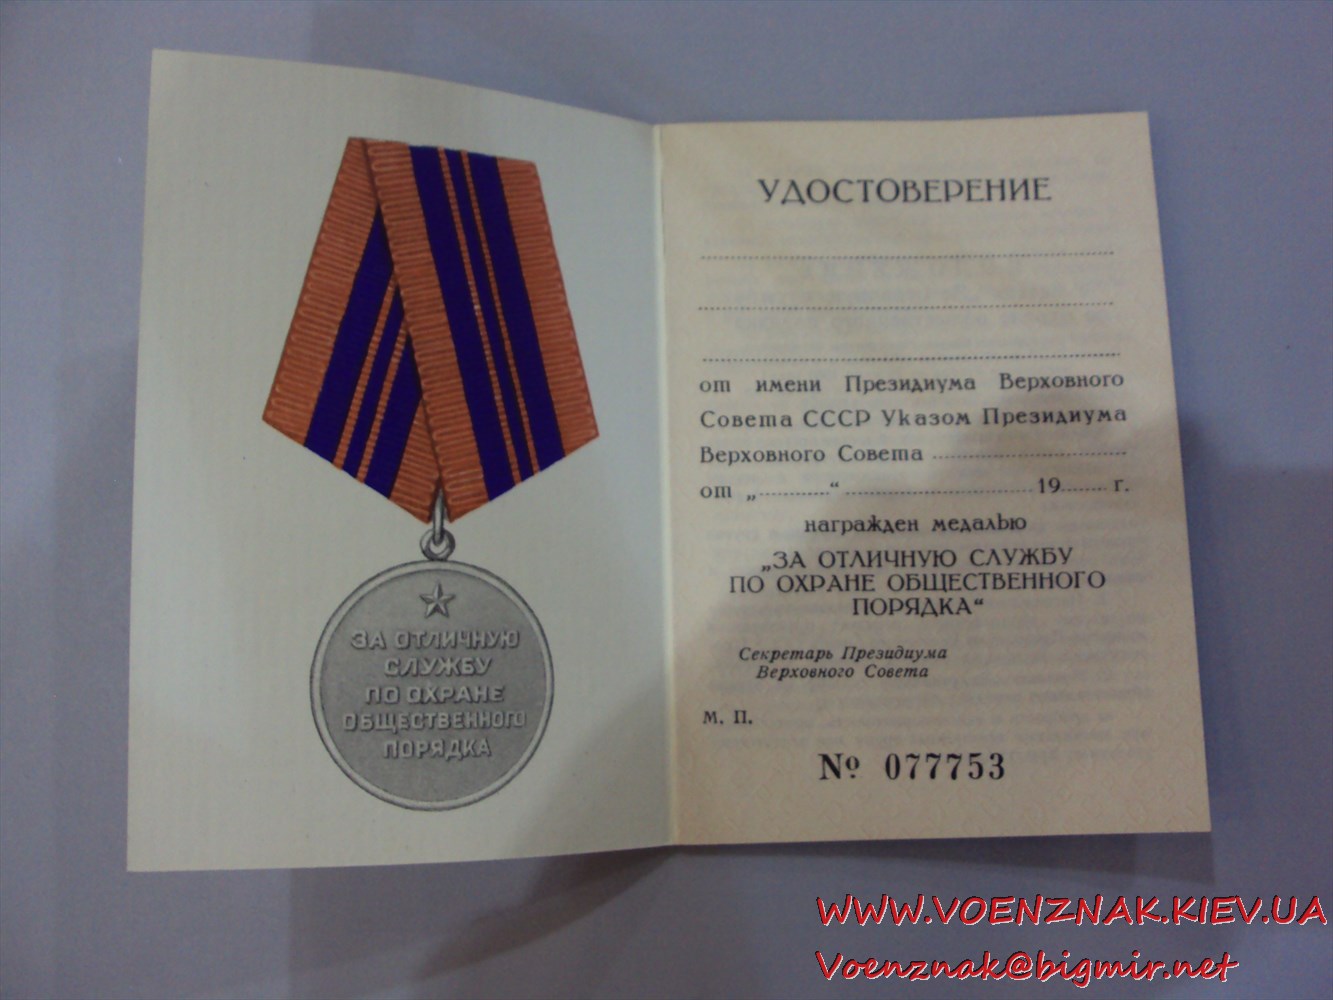 ЗА ОТЛИЧНУЮ
СЛУЖБУ
ПО ОХРАНЕ
ОБЩЕСТВЕННОГО
ПОРЯДКА
УДОСТОВЕРЕНИЕ
от имени Президиума Верховного
Совета СССР Указом Президиума
Верховного Совета ....................
от „............“ .................... 19........ г.
награжден медалью
„ЗА ОТЛИЧНУЮ СЛУЖБУ
ПО ОХРАНЕ ОБЩЕСТВЕННОГО
ПОРЯДКА“
Секретарь Президиума
Верховного Совета
М. П.
№ 077753
WWW.VOENZNAK.KIEV.UA
Voenznak@bigmir.net